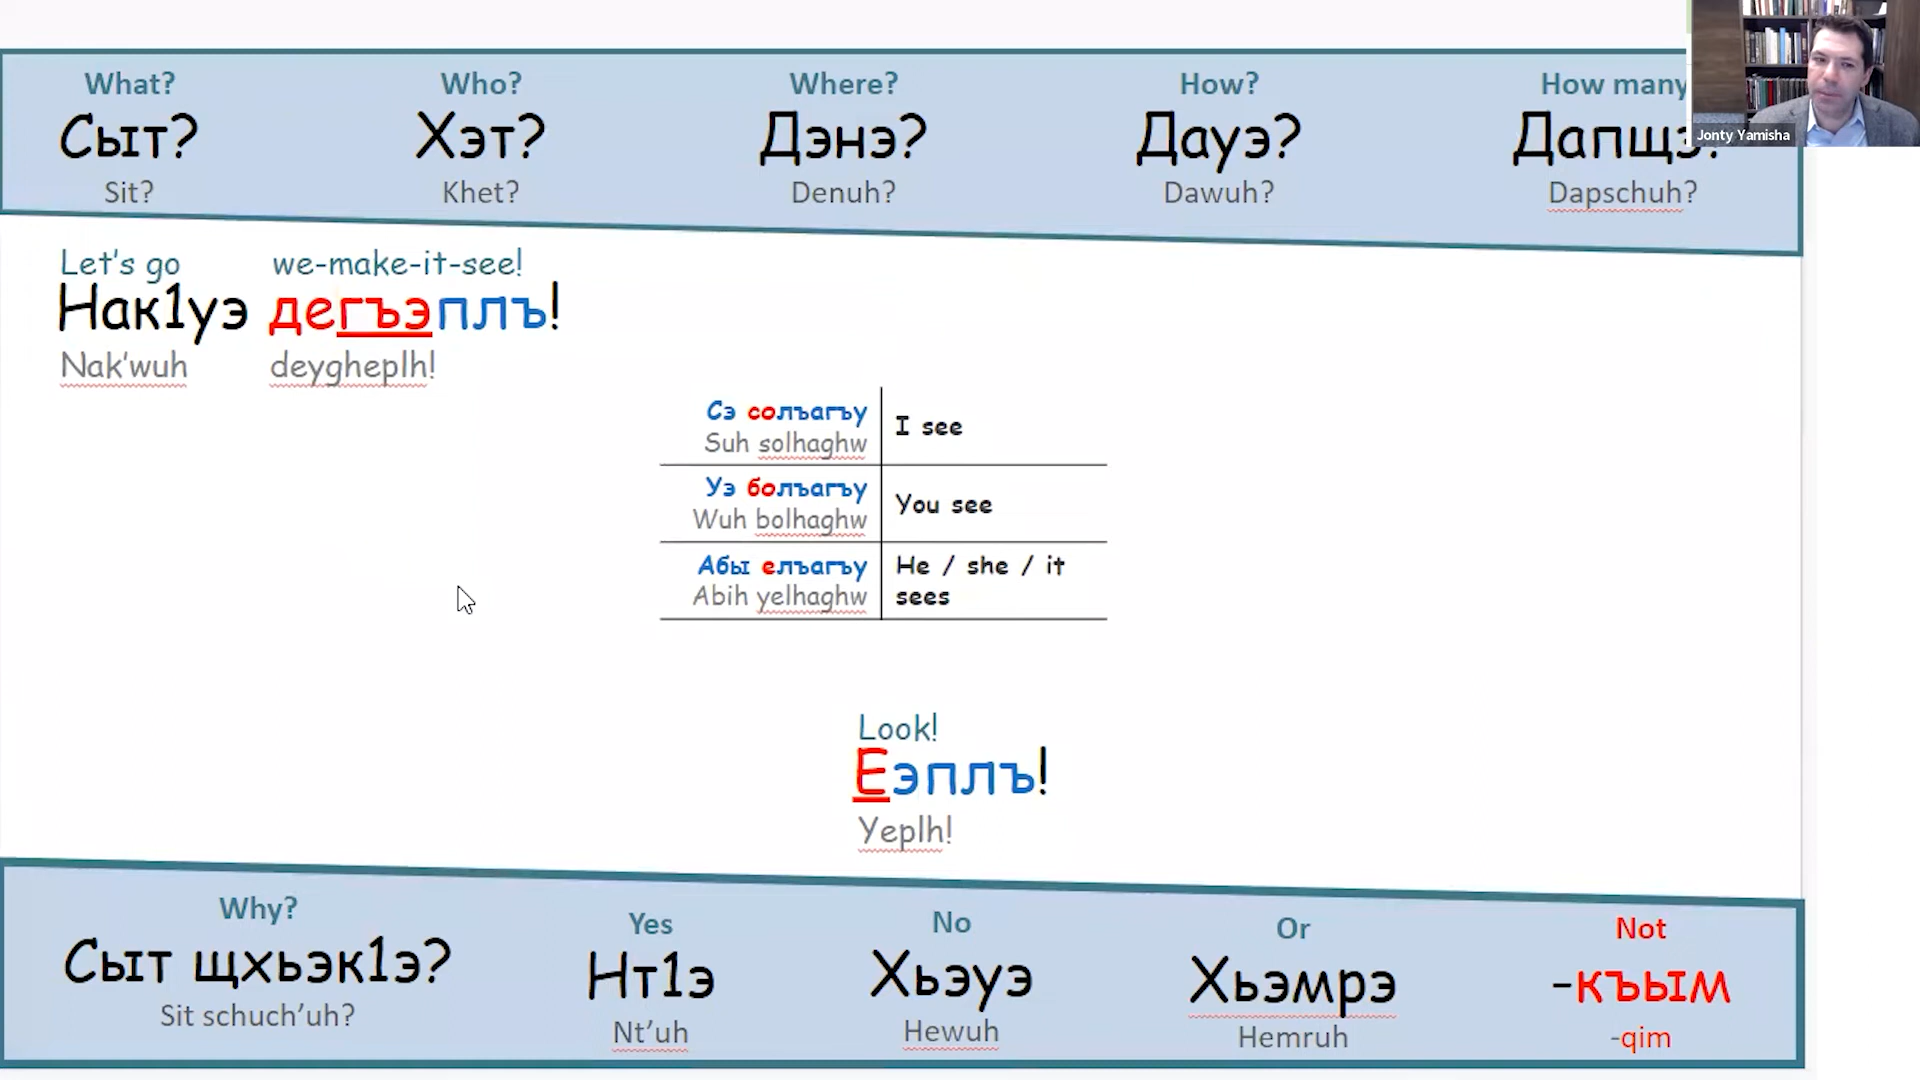 What? Who? Where? How? How many
Сыт? Хэт? Дэнэ? Дауэ? Дапщэ?
Sit? Khet? Denuh? Dawuh? Dapschuh?
Jonty Yamisha
Let's go we-make-it-see!
Нак1уэ дегъэплъ!
Nak'wuh deygheplh!
Сэ солъагъу
Suh solhaghw
I see
Уэ болъагъу
Wuh bolhaghw
You see
Абы елъагъу
Abih yelhaghw
He / she / it
sees
Look!
Еэплъ!
Yeplh!
Why? Yes No Or Not
Сыт щхьэк1э? Нт1э Хьэуэ Хьэмрэ -къым
Sit schuch'uh? Nt'uh Hewuh Hemruh -qim